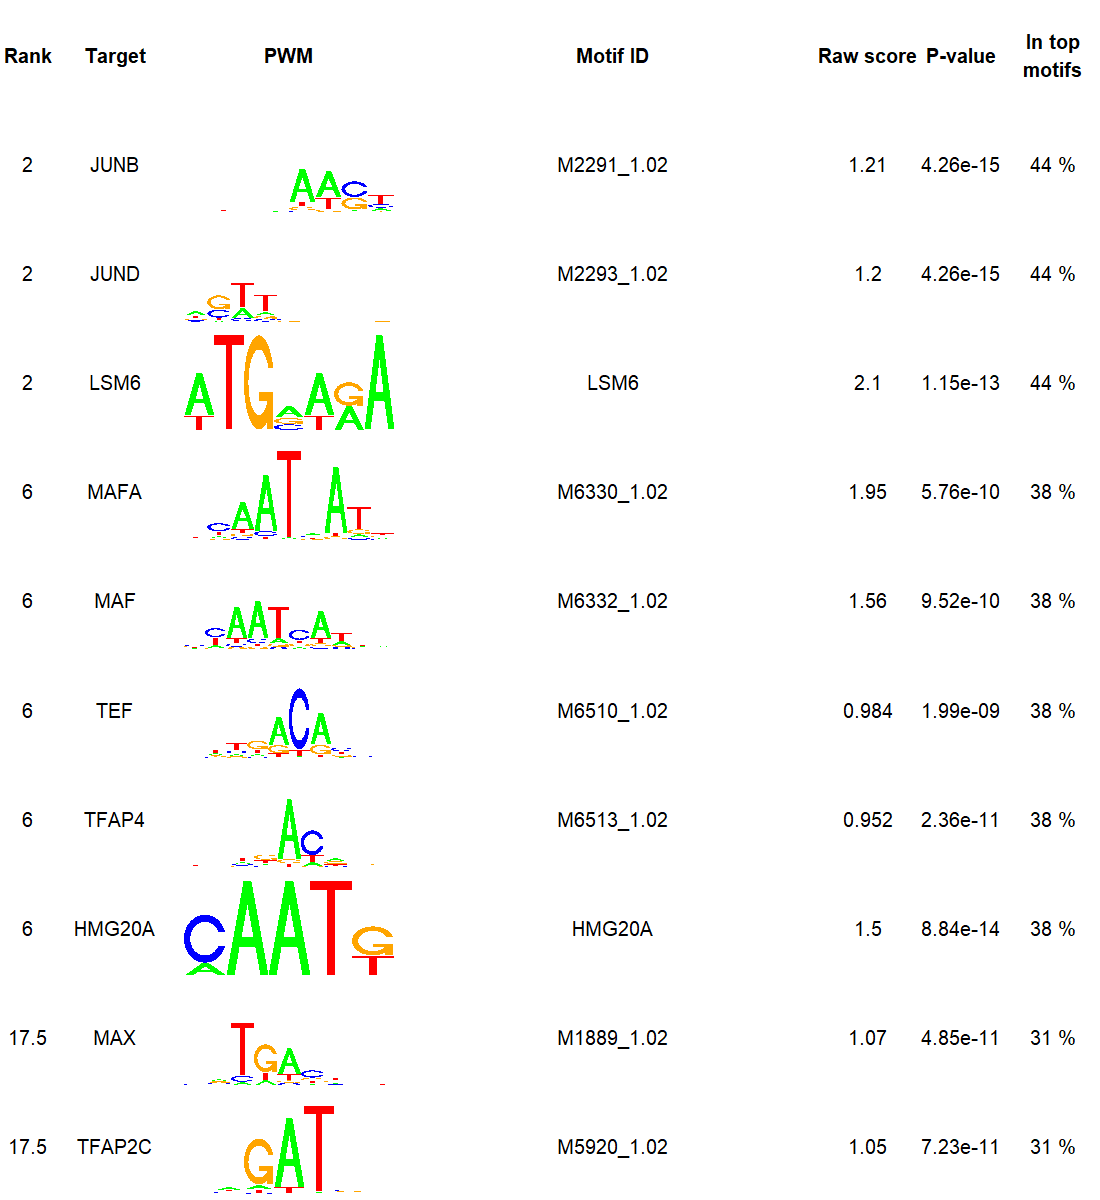 Rank Target PWM Motif ID Raw score P-value In top motifs
2 JUNB M2291_1.02 1.21 4.26e-15 44 %
2 JUND M2293_1.02 1.2 4.26e-15 44 %
2 LSM6 LSM6 2.1 1.15e-13 44 %
6 MAFA M6330_1.02 1.95 5.76e-10 38 %
6 MAF M6332_1.02 1.56 9.52e-10 38 %
6 TEF M6510_1.02 0.984 1.99e-09 38 %
6 TFAP4 M6513_1.02 0.952 2.36e-11 38 %
6 HMG20A HMG20A 1.5 8.84e-14 38 %
17.5 MAX M1889_1.02 1.07 4.85e-11 31 %
17.5 TFAP2C M5920_1.02 1.05 7.23e-11 31 %